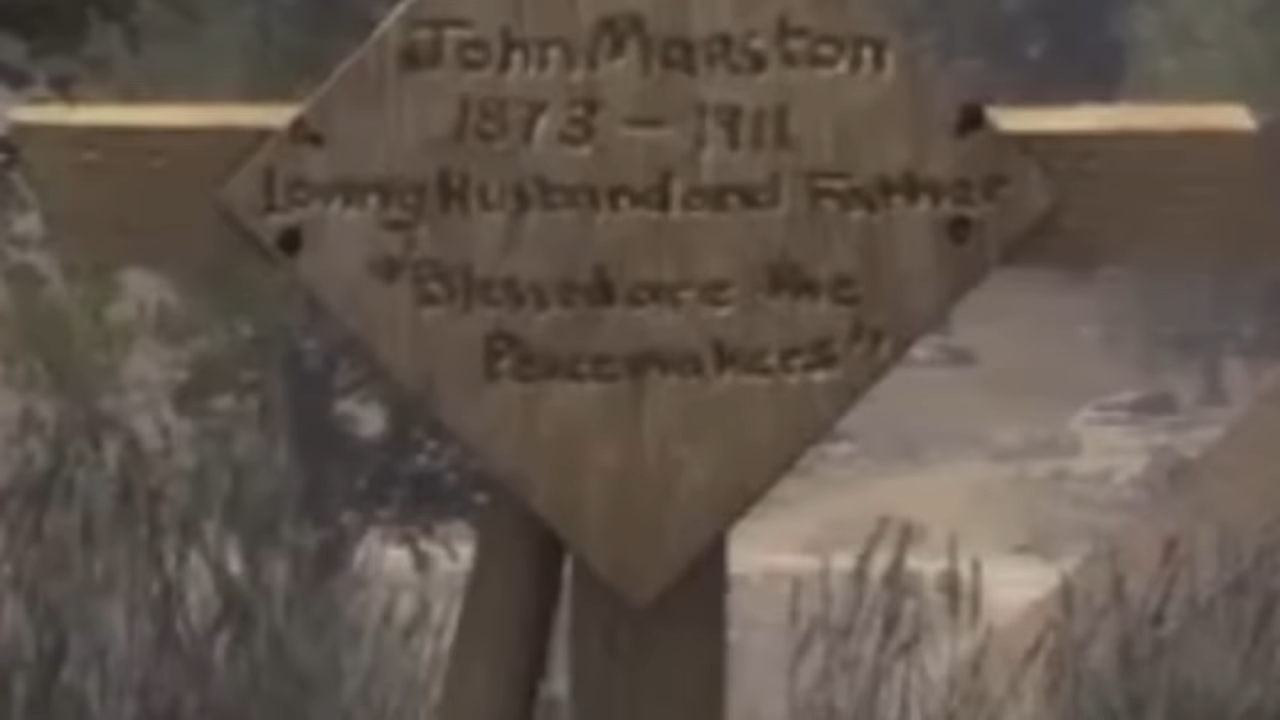 John Marston
1873 – 1911
Loving Husband and Father
"Blessed are the
Peacemakers"